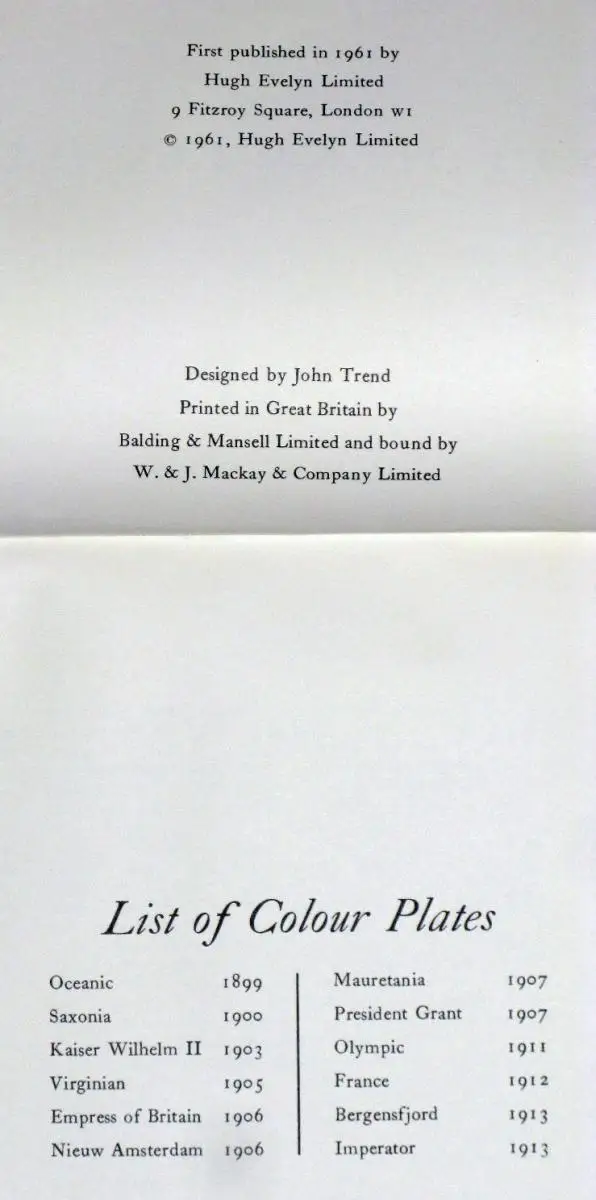 First published in 1961 by
Hugh Evelyn Limited
9 Fitzroy Square, London W1
© 1961, Hugh Evelyn Limited
Designed by John Trend
Printed in Great Britain by
Balding & Mansell Limited and bound by
W. & J. Mackay & Company Limited
List of Colour Plates
Oceanic 1899
Saxonia 1900
Kaiser Wilhelm II 1903
Virginian 1905
Empress of Britain 1906
Nieuw Amsterdam 1906
Mauretania 1907
President Grant 1907
Olympic 1911
France 1912
Bergensfjord 1913
Imperator 1913